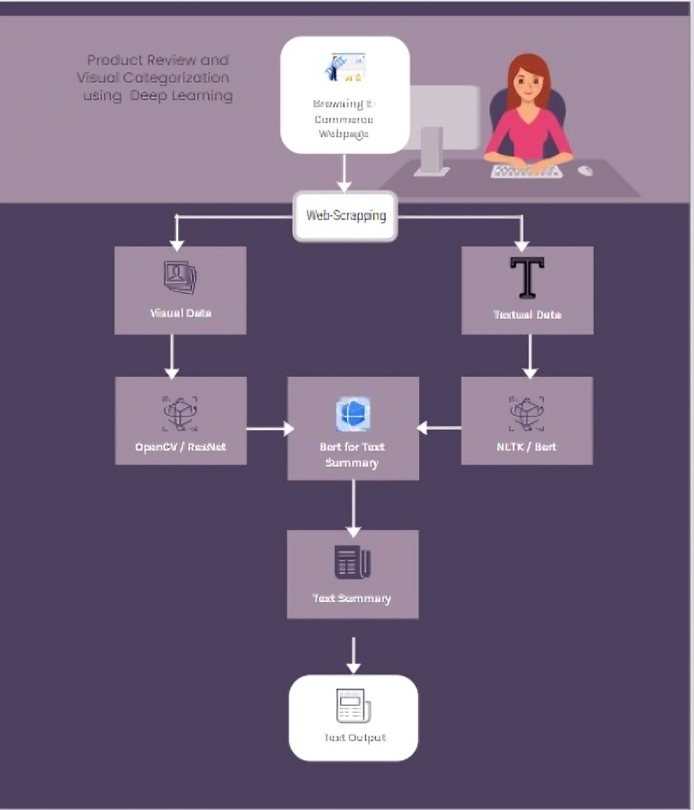 Product Review and
Visual Categorization
using Deep Learning
Browsing E-
Commerce
Webpage
Web-Scrapping
Visual Data
Textual Data
OpenCV / ResNet
Bert for Text
Summary
NLTK / Bert
Text Summary
Text Output